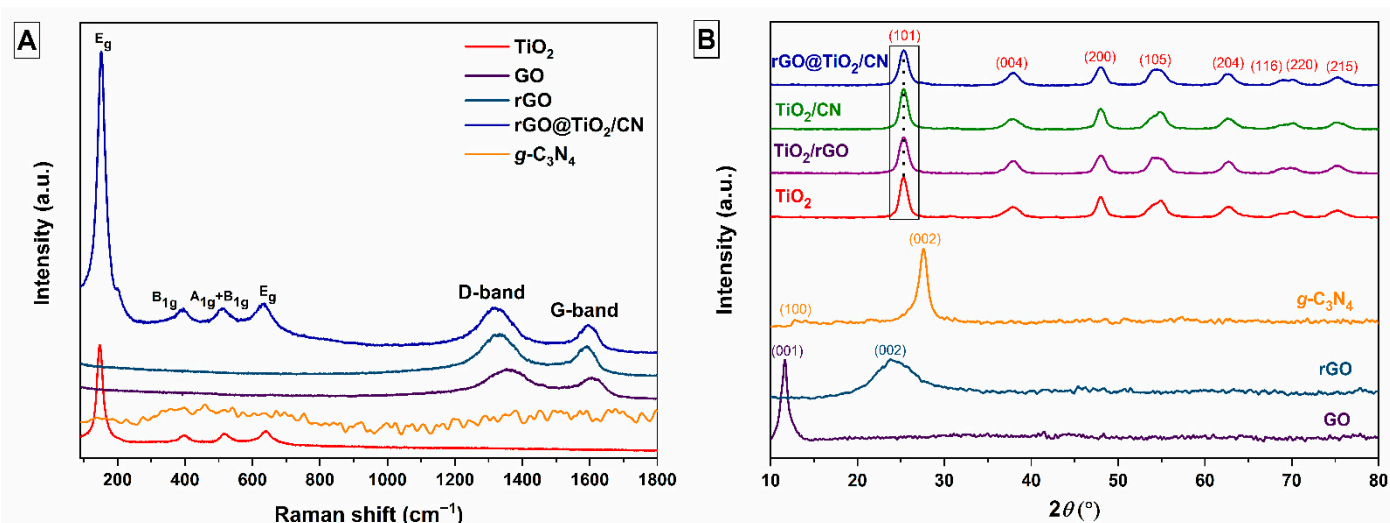 A
E_g
TiO₂
GO
rGO
rGO@TiO₂/CN
g-C₃N₄
B₁g A₁g+B₁g E_g
D-band
G-band
Intensity (a.u.)
200 400 600 800 1000 1200 1400 1600 1800
Raman shift (cm⁻¹)
B
(101)
rGO@TiO₂/CN
(004) (200) (105) (204) (116) (220) (215)
TiO₂/CN
TiO₂/rGO
TiO₂
(002)
(100)
g-C₃N₄
(001)
(002)
rGO
GO
Intensity (a.u.)
10 20 30 40 50 60 70 80
2θ (°)